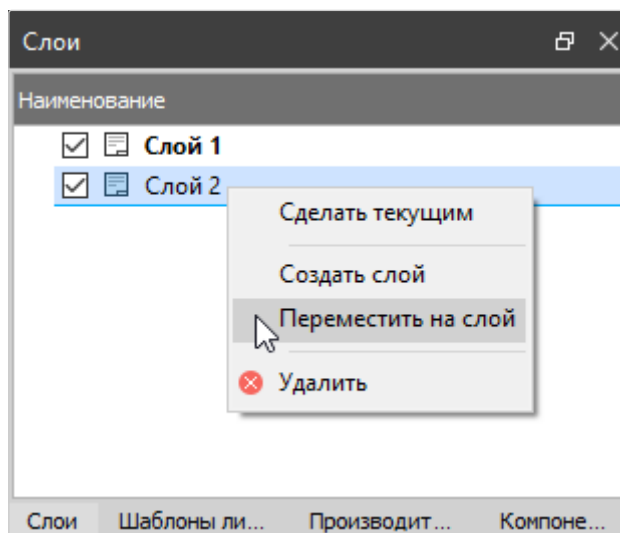 Слои
Наименование
Слой 1
Слой 2
Сделать текущим
Создать слой
Переместить на слой
Удалить
Слои Шаблоны ли... Производит... Компоне...